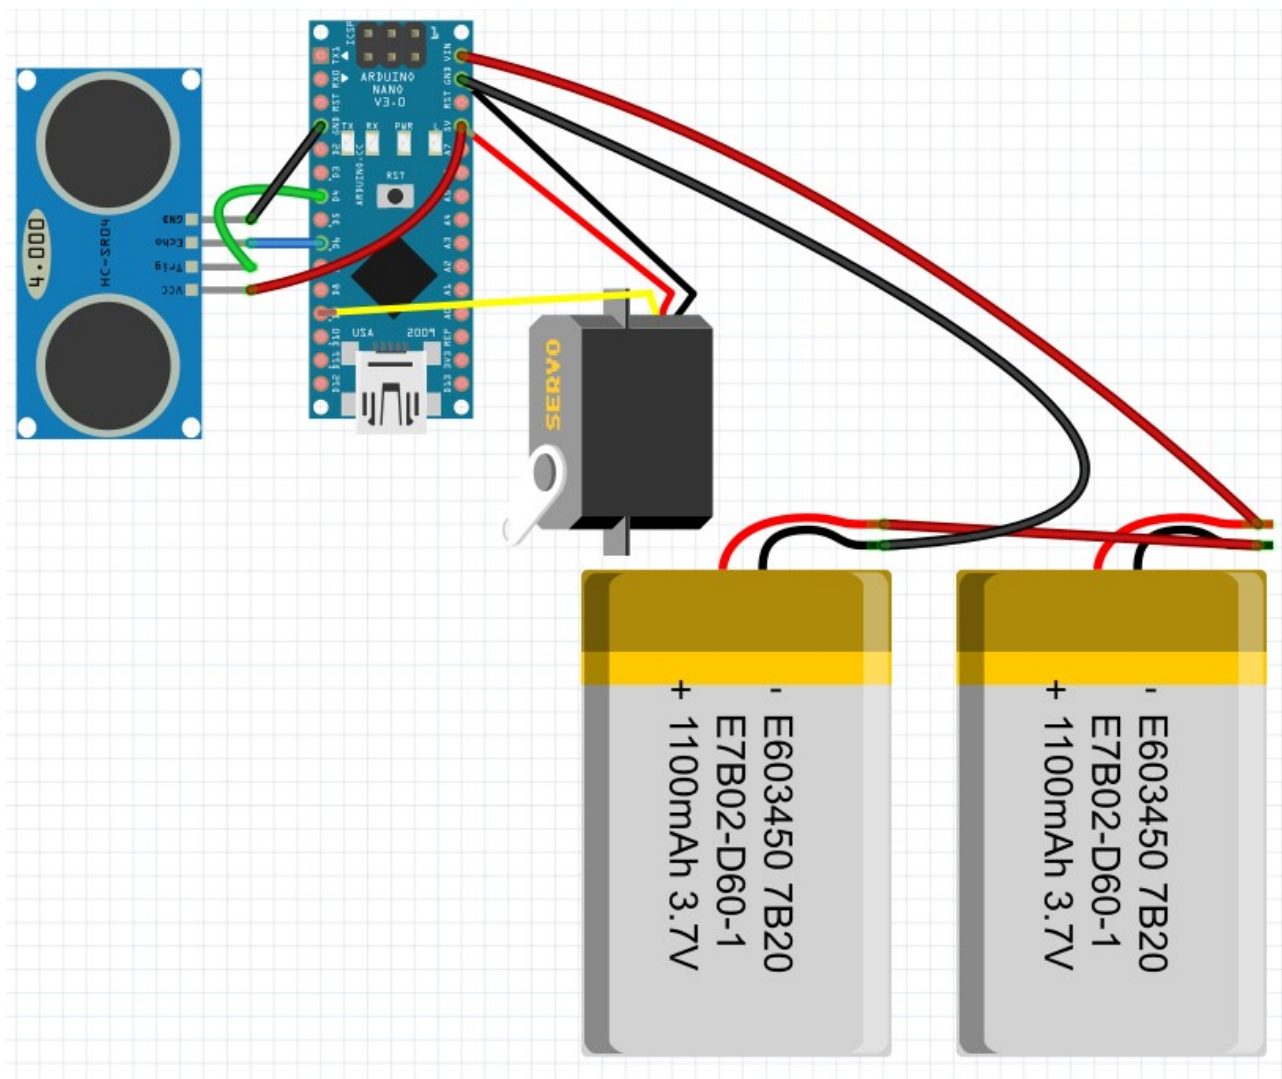 ICSP
1
TX1
RX0
RST
GND
D2
D3
D4
D5
D6
D8
D10
D11
D12
VIN
GND
RST
5V
A7
A5
A4
A3
A2
A1
A0
REF
3V3
D13
ARDUINO
NANO
V3.0
TX RX PWR L
ARDUINO.CC
RST
USA 2009
GND
Echo
Trig
VCC
HC-SR04
4.000
SERVO
- E603450 7B20
E7B02-D60-1
+ 1100mAh 3.7V
- E603450 7B20
E7B02-D60-1
+ 1100mAh 3.7V